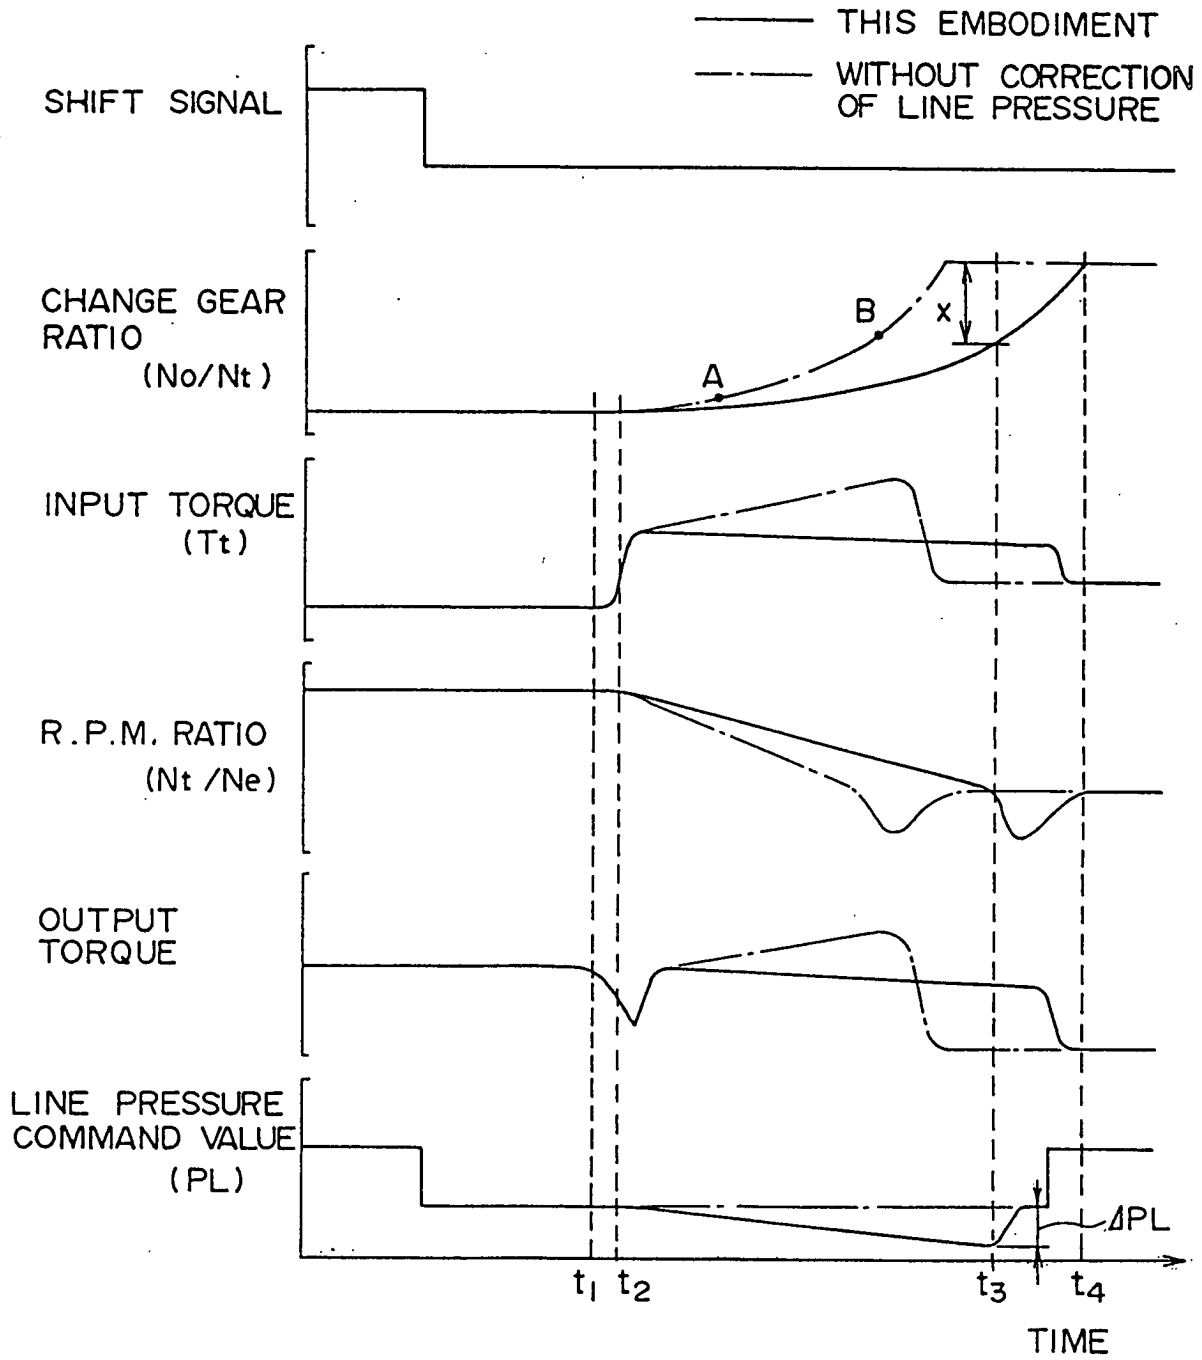 THIS EMBODIMENT
WITHOUT CORRECTION
OF LINE PRESSURE
SHIFT SIGNAL
CHANGE GEAR
RATIO
(No/Nt)
A
B
x
INPUT TORQUE
(Tt)
R.P.M. RATIO
(Nt/Ne)
OUTPUT
TORQUE
LINE PRESSURE
COMMAND VALUE
(PL)
ΔPL
t1 t2 t3 t4
TIME